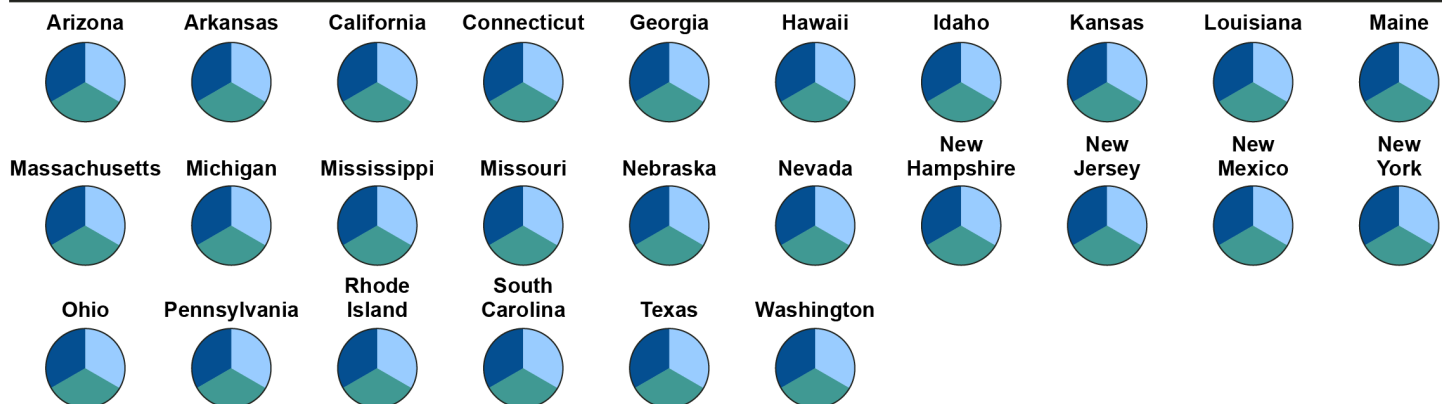 Arizona Arkansas California Connecticut Georgia Hawaii Idaho Kansas Louisiana Maine
Massachusetts Michigan Mississippi Missouri Nebraska Nevada New Hampshire New Jersey New Mexico New York
Ohio Pennsylvania Rhode Island South Carolina Texas Washington